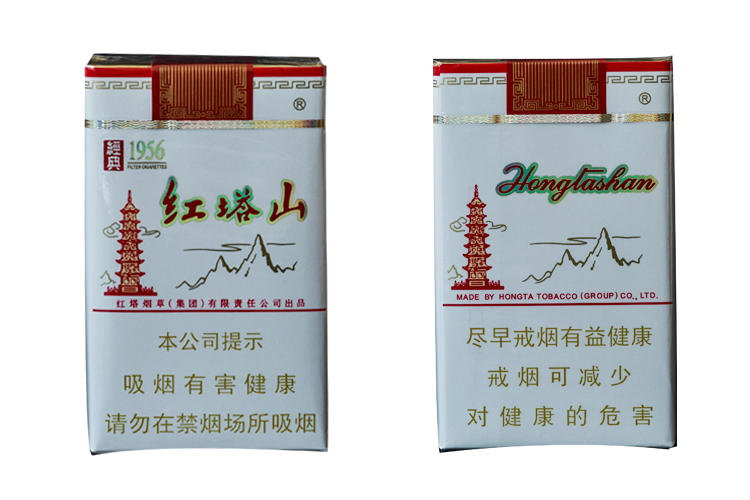 ®
經典
1956
FILTER CIGARETTES
红塔山
红塔烟草(集团)有限责任公司出品
本公司提示
吸烟有害健康
请勿在禁烟场所吸烟
®
Hongtashan
MADE BY HONGTA TOBACCO (GROUP) CO., LTD.
尽早戒烟有益健康
戒烟可减少
对健康的危害